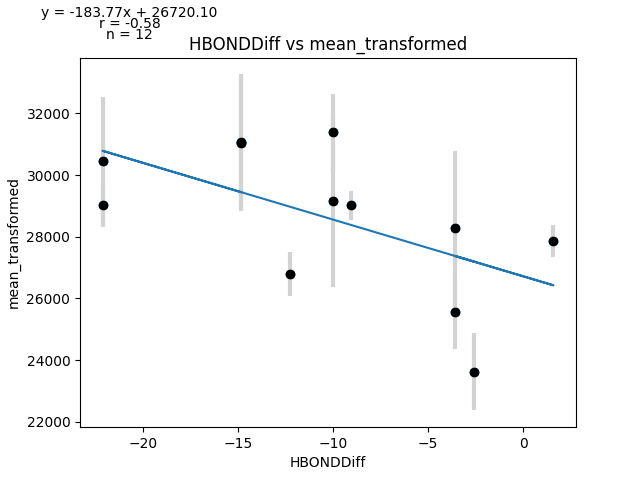 y = -183.77x + 26720.10
r = -0.58
n = 12
HBONDDiff vs mean_transformed
mean_transformed
32000
30000
28000
26000
24000
22000
−20
−15
−10
−5
0
HBONDDiff